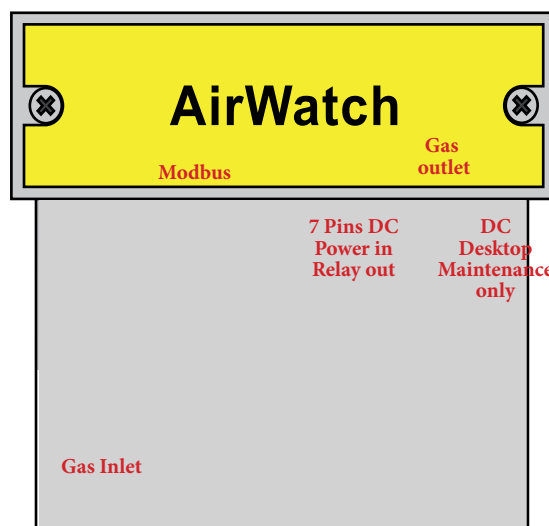 AirWatch
Modbus
Gas
outlet
7 Pins DC
Power in
Relay out
DC
Desktop
Maintenance
only
Gas Inlet